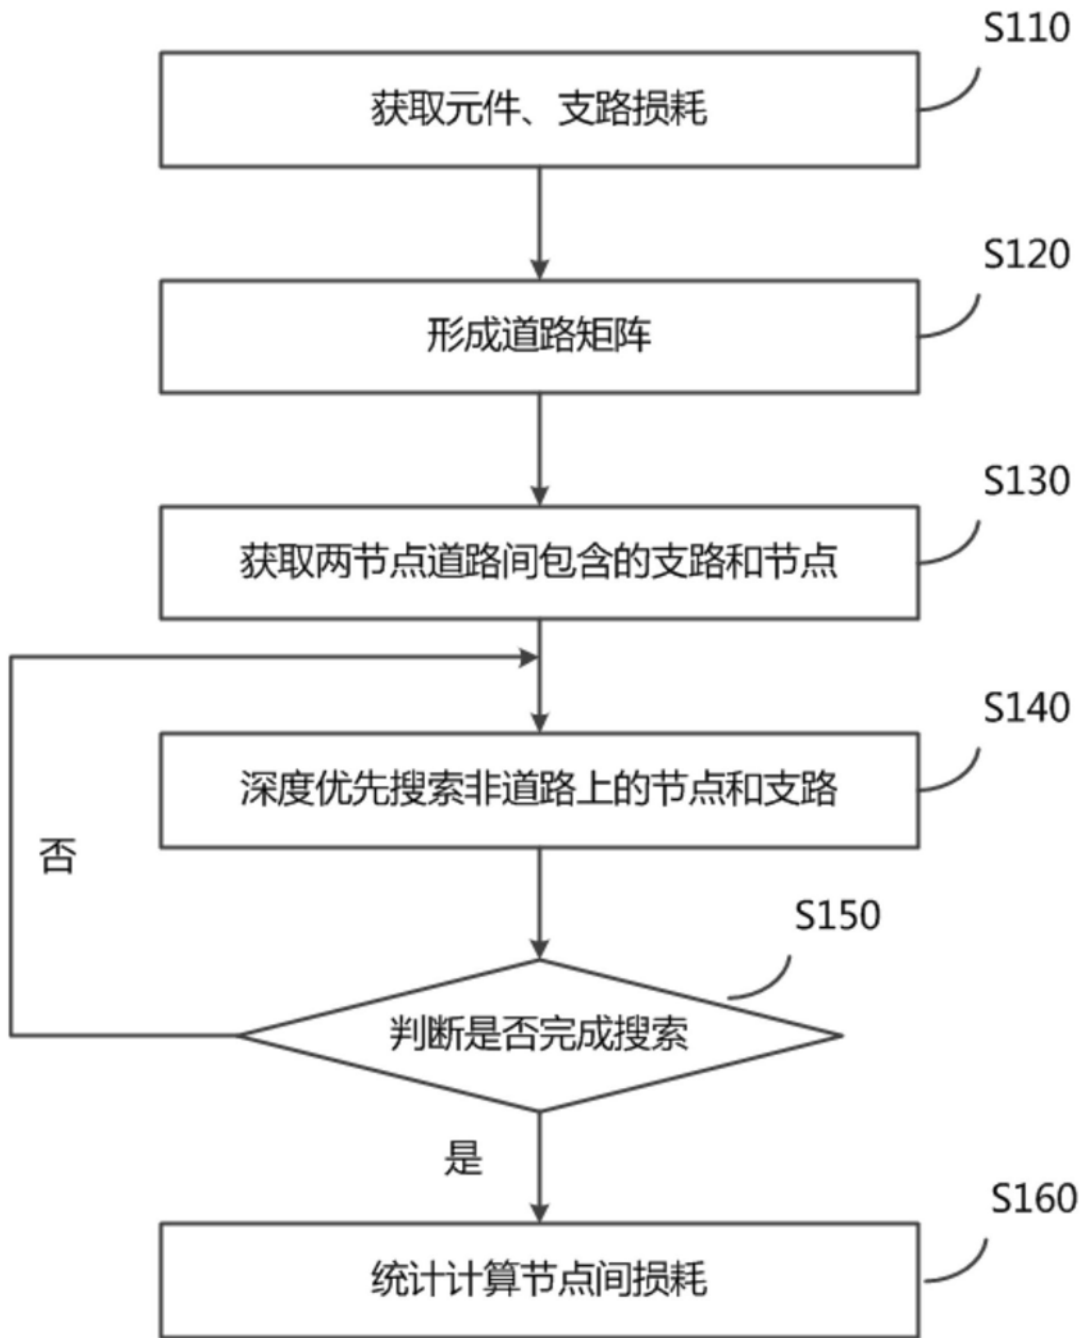 S110
获取元件、支路损耗
S120
形成道路矩阵
S130
获取两节点道路间包含的支路和节点
S140
深度优先搜索非道路上的节点和支路
否
S150
判断是否完成搜索
是
S160
统计计算节点间损耗